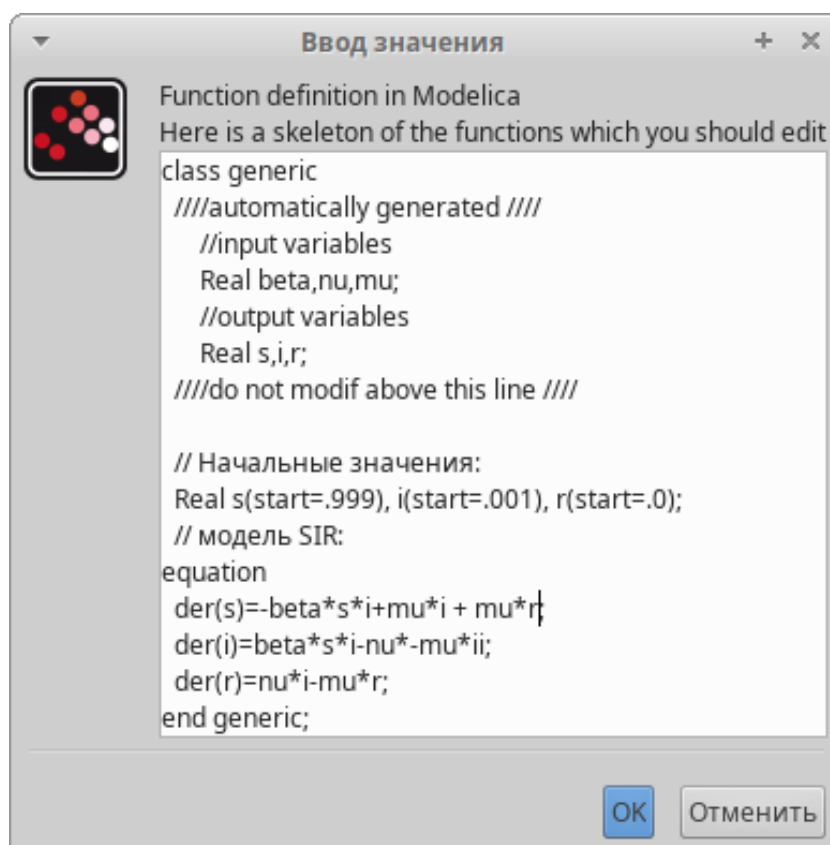 Ввод значения
Function definition in Modelica
Here is a skeleton of the functions which you should edit
class generic
////automatically generated ////
//input variables
Real beta,nu,mu;
//output variables
Real s,i,r;
////do not modif above this line ////
// Начальные значения:
Real s(start=.999), i(start=.001), r(start=.0);
// модель SIR:
equation
der(s)=-beta*s*i+mu*i + mu*r;
der(i)=beta*s*i-nu*-mu*ii;
der(r)=nu*i-mu*r;
end generic;
OK
Отменить